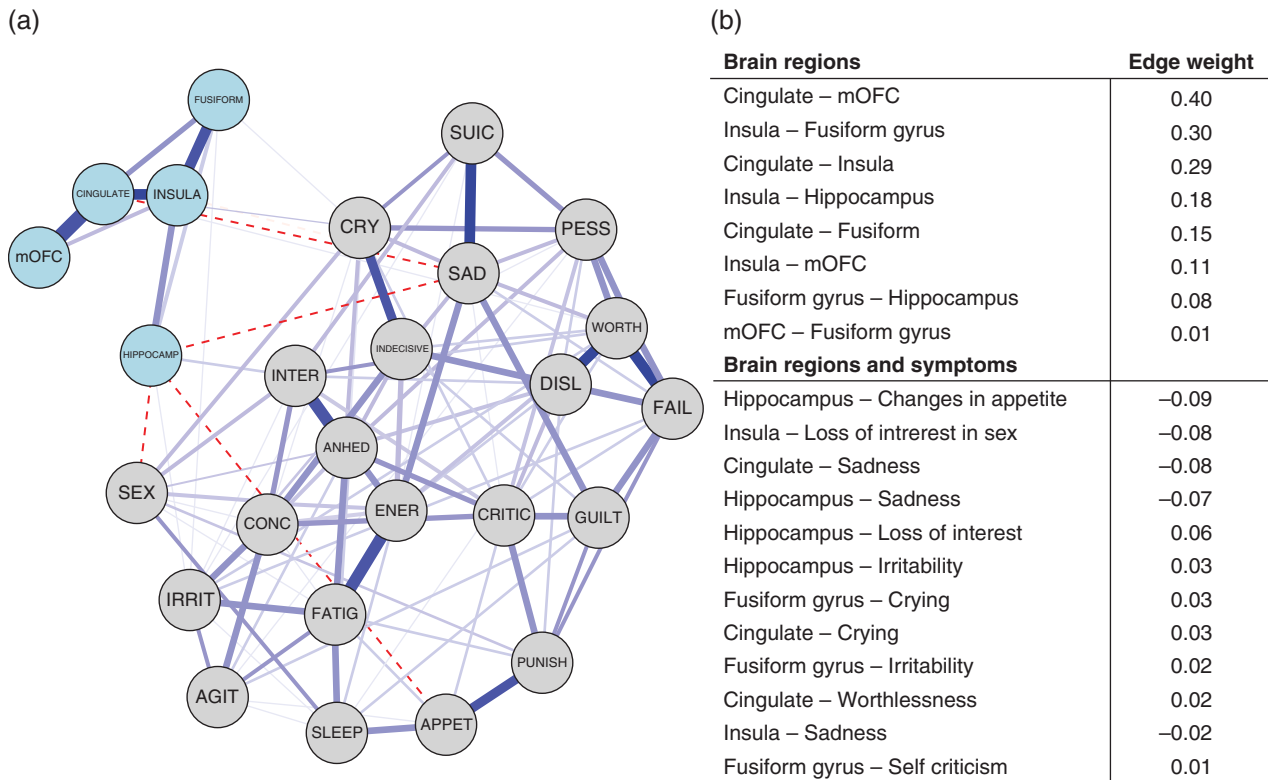 (a)
FUSIFORM
SUIC
CINGULATE
INSULA
CRY
PESS
mOFC
SAD
WORTH
HIPPOCAMP
INDECISIVE
INTER
DISL
FAIL
ANHED
SEX
CONC
ENER
CRITIC
GUILT
IRRIT
FATIG
PUNISH
AGIT
SLEEP
APPET
(b)
Brain regions Edge weight
Cingulate – mOFC 0.40
Insula – Fusiform gyrus 0.30
Cingulate – Insula 0.29
Insula – Hippocampus 0.18
Cingulate – Fusiform 0.15
Insula – mOFC 0.11
Fusiform gyrus – Hippocampus 0.08
mOFC – Fusiform gyrus 0.01
Brain regions and symptoms
Hippocampus – Changes in appetite –0.09
Insula – Loss of intrerest in sex –0.08
Cingulate – Sadness –0.08
Hippocampus – Sadness –0.07
Hippocampus – Loss of interest 0.06
Hippocampus – Irritability 0.03
Fusiform gyrus – Crying 0.03
Cingulate – Crying 0.03
Fusiform gyrus – Irritability 0.02
Cingulate – Worthlessness 0.02
Insula – Sadness –0.02
Fusiform gyrus – Self criticism 0.01